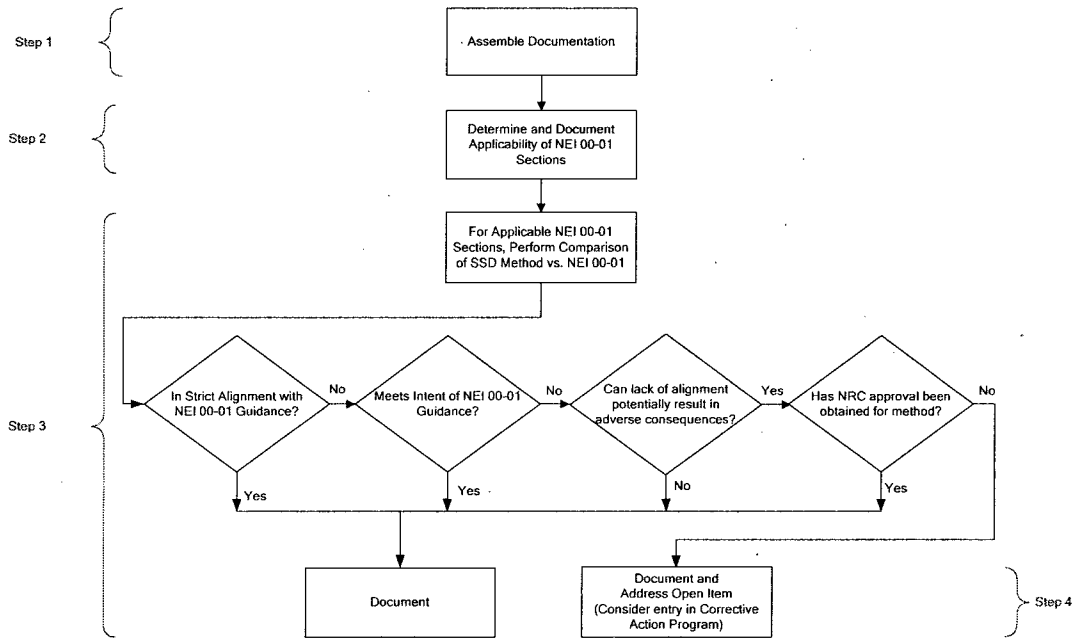 Step 1
Assemble Documentation
Step 2
Determine and Document
Applicability of NEI 00-01
Sections
For Applicable NEI 00-01
Sections, Perform Comparison
of SSD Method vs. NEI 00-01
Step 3
In Strict Alignment with
NEI 00-01 Guidance?
No
Yes
Meets Intent of NEI 00-01
Guidance?
No
Yes
Can lack of alignment
potentially result in
adverse consequences?
Yes
No
Has NRC approval been
obtained for method?
No
Yes
Document
Document and
Address Open Item
(Consider entry in Corrective
Action Program)
Step 4